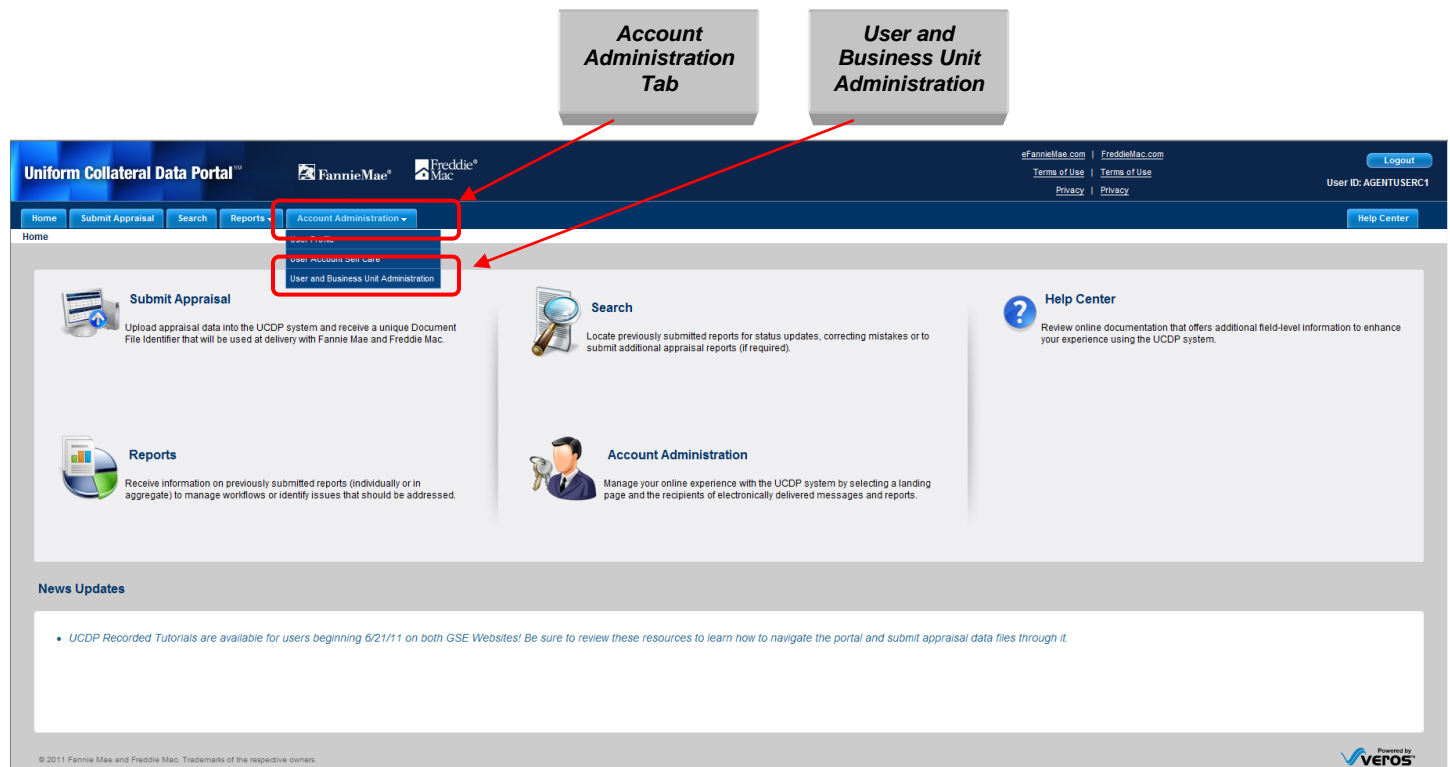 Account
Administration
Tab
User and
Business Unit
Administration
Uniform Collateral Data Portal℠
FannieMae®
Freddie®
Mac
eFannieMae.com | FreddieMac.com
Terms of Use | Terms of Use
Privacy | Privacy
Logout
User ID: AGENTUSERC1
Home Submit Appraisal Search Reports Account Administration Help Center
Home
User Profile
User Account Self Care
User and Business Unit Administration
Submit Appraisal
Upload appraisal data into the UCDP system and receive a unique Document
File Identifier that will be used at delivery with Fannie Mae and Freddie Mac.
Search
Locate previously submitted reports for status updates, correcting mistakes or to
submit additional appraisal reports (if required).
Help Center
Review online documentation that offers additional field-level information to enhance
your experience using the UCDP system.
Reports
Receive information on previously submitted reports (individually or in
aggregate) to manage workflows or identify issues that should be addressed.
Account Administration
Manage your online experience with the UCDP system by selecting a landing
page and the recipients of electronically delivered messages and reports.
News Updates
• UCDP Recorded Tutorials are available for users beginning 6/21/11 on both GSE Websites! Be sure to review these resources to learn how to navigate the portal and submit appraisal data files through it.
© 2011 Fannie Mae and Freddie Mac. Trademarks of the respective owners.
Powered by
veros